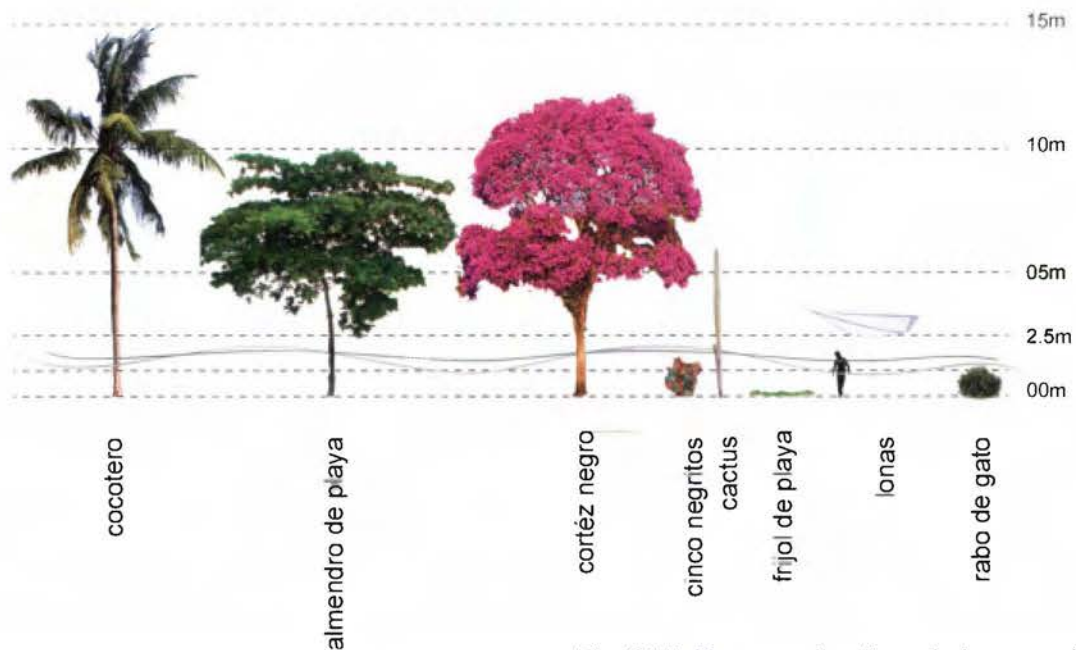 15m
10m
05m
2.5m
00m
cocotero
almendro de playa
cortéz negro
cinco negritos
cactus
frijol de playa
lonas
rabo de gato